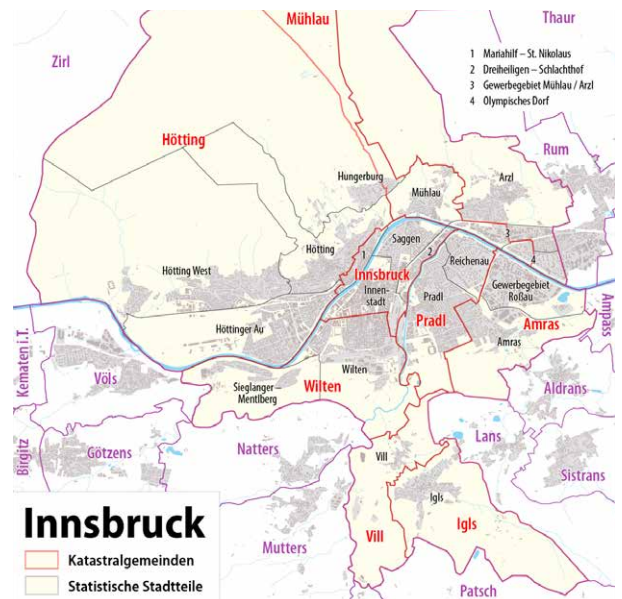 Mühlau
Thaur
Zirl
1 Mariahilf – St. Nikolaus
2 Dreiheiligen – Schlachthof
3 Gewerbegebiet Mühlau / Arzl
4 Olympisches Dorf
Hötting
Rum
Hungerburg
Mühlau
Arzl
Hötting
1
Saggen
2
3
4
Hötting West
Innsbruck
Reichenau
Innen-
stadt
Pradl
Gewerbegebiet
Roßau
Höttinger Au
Pradl
Amras
Ampass
Kematen i.T.
Völs
Amras
Wilten
Sieglanger –
Mentlberg
Wilten
Aldrans
Birgitz
Götzens
Natters
Vill
Lans
Sistrans
Igls
Innsbruck
Mutters
Vill
Igls
Katastralgemeinden
Statistische Stadtteile
Patsch